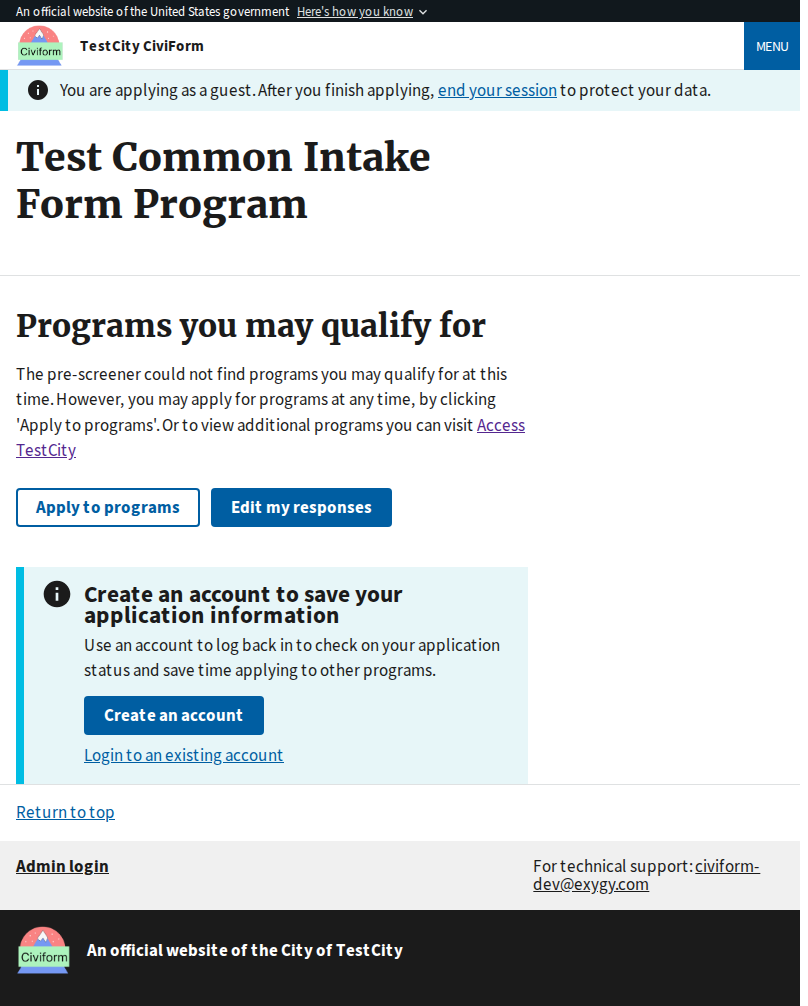 An official website of the United States government Here's how you know
Civiform
TestCity CiviForm
MENU
You are applying as a guest. After you finish applying, end your session to protect your data.
Test Common Intake
Form Program
Programs you may qualify for
The pre-screener could not find programs you may qualify for at this
time. However, you may apply for programs at any time, by clicking
'Apply to programs'. Or to view additional programs you can visit Access
TestCity
Apply to programs
Edit my responses
Create an account to save your
application information
Use an account to log back in to check on your application
status and save time applying to other programs.
Create an account
Login to an existing account
Return to top
Admin login
For technical support: civiform-
dev@exygy.com
Civiform
An official website of the City of TestCity